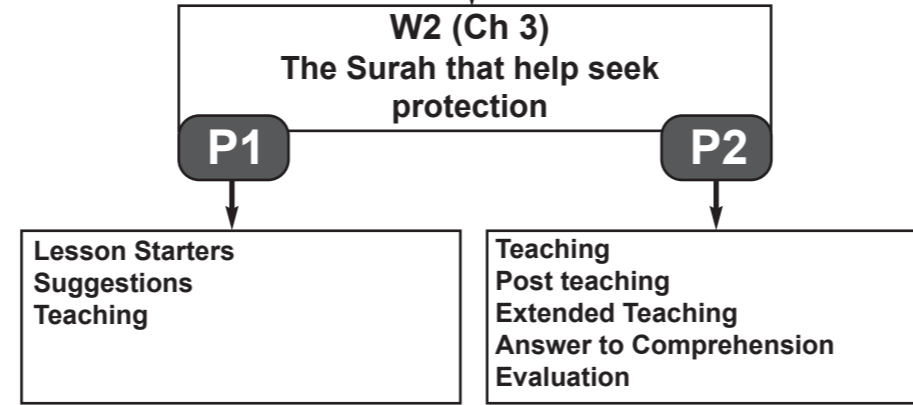 W2 (Ch 3)
The Surah that help seek
protection
P1
P2
Lesson Starters
Suggestions
Teaching
Teaching
Post teaching
Extended Teaching
Answer to Comprehension
Evaluation